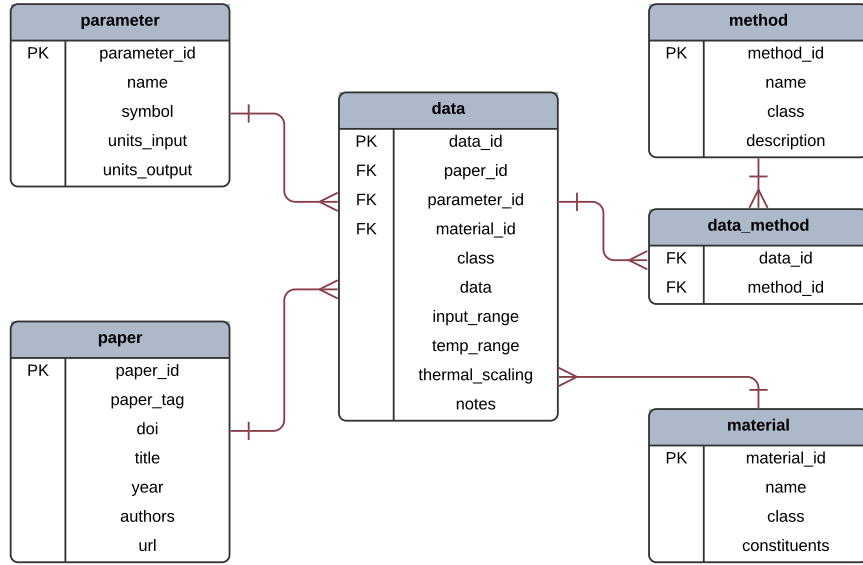 parameter
PK parameter_id
name
symbol
units_input
units_output
paper
PK paper_id
paper_tag
doi
title
year
authors
url
data
PK data_id
FK paper_id
FK parameter_id
FK material_id
class
data
input_range
temp_range
thermal_scaling
notes
method
PK method_id
name
class
description
data_method
FK data_id
FK method_id
material
PK material_id
name
class
constituents